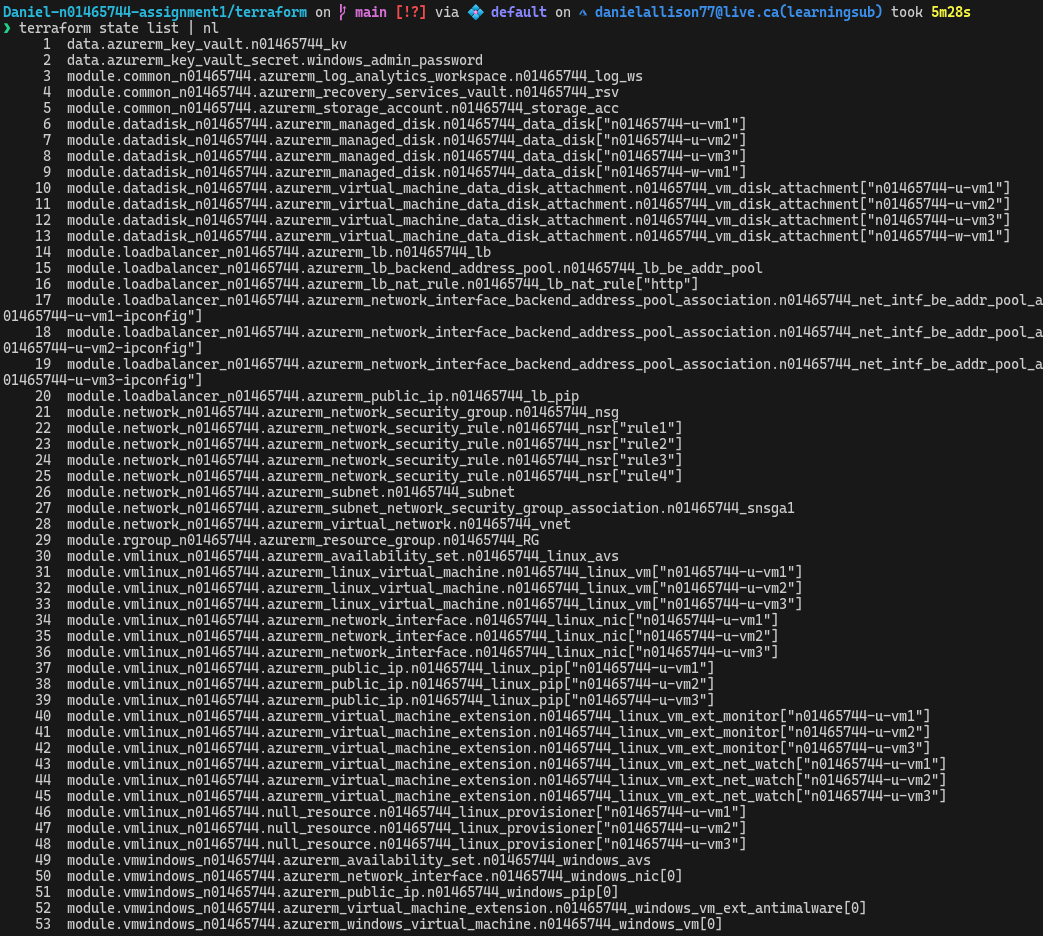 Daniel-n01465744-assignment1/terraform on main [!?] via default on danielallison77@live.ca(learningsub) took 5m28s
❯ terraform state list | nl
1 data.azurerm_key_vault.n01465744_kv
2 data.azurerm_key_vault_secret.windows_admin_password
3 module.common_n01465744.azurerm_log_analytics_workspace.n01465744_log_ws
4 module.common_n01465744.azurerm_recovery_services_vault.n01465744_rsv
5 module.common_n01465744.azurerm_storage_account.n01465744_storage_acc
6 module.datadisk_n01465744.azurerm_managed_disk.n01465744_data_disk["n01465744-u-vm1"]
7 module.datadisk_n01465744.azurerm_managed_disk.n01465744_data_disk["n01465744-u-vm2"]
8 module.datadisk_n01465744.azurerm_managed_disk.n01465744_data_disk["n01465744-u-vm3"]
9 module.datadisk_n01465744.azurerm_managed_disk.n01465744_data_disk["n01465744-w-vm1"]
10 module.datadisk_n01465744.azurerm_virtual_machine_data_disk_attachment.n01465744_vm_disk_attachment["n01465744-u-vm1"]
11 module.datadisk_n01465744.azurerm_virtual_machine_data_disk_attachment.n01465744_vm_disk_attachment["n01465744-u-vm2"]
12 module.datadisk_n01465744.azurerm_virtual_machine_data_disk_attachment.n01465744_vm_disk_attachment["n01465744-u-vm3"]
13 module.datadisk_n01465744.azurerm_virtual_machine_data_disk_attachment.n01465744_vm_disk_attachment["n01465744-w-vm1"]
14 module.loadbalancer_n01465744.azurerm_lb.n01465744_lb
15 module.loadbalancer_n01465744.azurerm_lb_backend_address_pool.n01465744_lb_be_addr_pool
16 module.loadbalancer_n01465744.azurerm_lb_nat_rule.n01465744_lb_nat_rule["http"]
17 module.loadbalancer_n01465744.azurerm_network_interface_backend_address_pool_association.n01465744_net_intf_be_addr_pool_a
01465744-u-vm1-ipconfig"]
18 module.loadbalancer_n01465744.azurerm_network_interface_backend_address_pool_association.n01465744_net_intf_be_addr_pool_a
01465744-u-vm2-ipconfig"]
19 module.loadbalancer_n01465744.azurerm_network_interface_backend_address_pool_association.n01465744_net_intf_be_addr_pool_a
01465744-u-vm3-ipconfig"]
20 module.loadbalancer_n01465744.azurerm_public_ip.n01465744_lb_pip
21 module.network_n01465744.azurerm_network_security_group.n01465744_nsg
22 module.network_n01465744.azurerm_network_security_rule.n01465744_nsr["rule1"]
23 module.network_n01465744.azurerm_network_security_rule.n01465744_nsr["rule2"]
24 module.network_n01465744.azurerm_network_security_rule.n01465744_nsr["rule3"]
25 module.network_n01465744.azurerm_network_security_rule.n01465744_nsr["rule4"]
26 module.network_n01465744.azurerm_subnet.n01465744_subnet
27 module.network_n01465744.azurerm_subnet_network_security_group_association.n01465744_snsga1
28 module.network_n01465744.azurerm_virtual_network.n01465744_vnet
29 module.rgroup_n01465744.azurerm_resource_group.n01465744_RG
30 module.vmlinux_n01465744.azurerm_availability_set.n01465744_linux_avs
31 module.vmlinux_n01465744.azurerm_linux_virtual_machine.n01465744_linux_vm["n01465744-u-vm1"]
32 module.vmlinux_n01465744.azurerm_linux_virtual_machine.n01465744_linux_vm["n01465744-u-vm2"]
33 module.vmlinux_n01465744.azurerm_linux_virtual_machine.n01465744_linux_vm["n01465744-u-vm3"]
34 module.vmlinux_n01465744.azurerm_network_interface.n01465744_linux_nic["n01465744-u-vm1"]
35 module.vmlinux_n01465744.azurerm_network_interface.n01465744_linux_nic["n01465744-u-vm2"]
36 module.vmlinux_n01465744.azurerm_network_interface.n01465744_linux_nic["n01465744-u-vm3"]
37 module.vmlinux_n01465744.azurerm_public_ip.n01465744_linux_pip["n01465744-u-vm1"]
38 module.vmlinux_n01465744.azurerm_public_ip.n01465744_linux_pip["n01465744-u-vm2"]
39 module.vmlinux_n01465744.azurerm_public_ip.n01465744_linux_pip["n01465744-u-vm3"]
40 module.vmlinux_n01465744.azurerm_virtual_machine_extension.n01465744_linux_vm_ext_monitor["n01465744-u-vm1"]
41 module.vmlinux_n01465744.azurerm_virtual_machine_extension.n01465744_linux_vm_ext_monitor["n01465744-u-vm2"]
42 module.vmlinux_n01465744.azurerm_virtual_machine_extension.n01465744_linux_vm_ext_monitor["n01465744-u-vm3"]
43 module.vmlinux_n01465744.azurerm_virtual_machine_extension.n01465744_linux_vm_ext_net_watch["n01465744-u-vm1"]
44 module.vmlinux_n01465744.azurerm_virtual_machine_extension.n01465744_linux_vm_ext_net_watch["n01465744-u-vm2"]
45 module.vmlinux_n01465744.azurerm_virtual_machine_extension.n01465744_linux_vm_ext_net_watch["n01465744-u-vm3"]
46 module.vmlinux_n01465744.null_resource.n01465744_linux_provisioner["n01465744-u-vm1"]
47 module.vmlinux_n01465744.null_resource.n01465744_linux_provisioner["n01465744-u-vm2"]
48 module.vmlinux_n01465744.null_resource.n01465744_linux_provisioner["n01465744-u-vm3"]
49 module.vmwindows_n01465744.azurerm_availability_set.n01465744_windows_avs
50 module.vmwindows_n01465744.azurerm_network_interface.n01465744_windows_nic[0]
51 module.vmwindows_n01465744.azurerm_public_ip.n01465744_windows_pip[0]
52 module.vmwindows_n01465744.azurerm_virtual_machine_extension.n01465744_windows_vm_ext_antimalware[0]
53 module.vmwindows_n01465744.azurerm_windows_virtual_machine.n01465744_windows_vm[0]